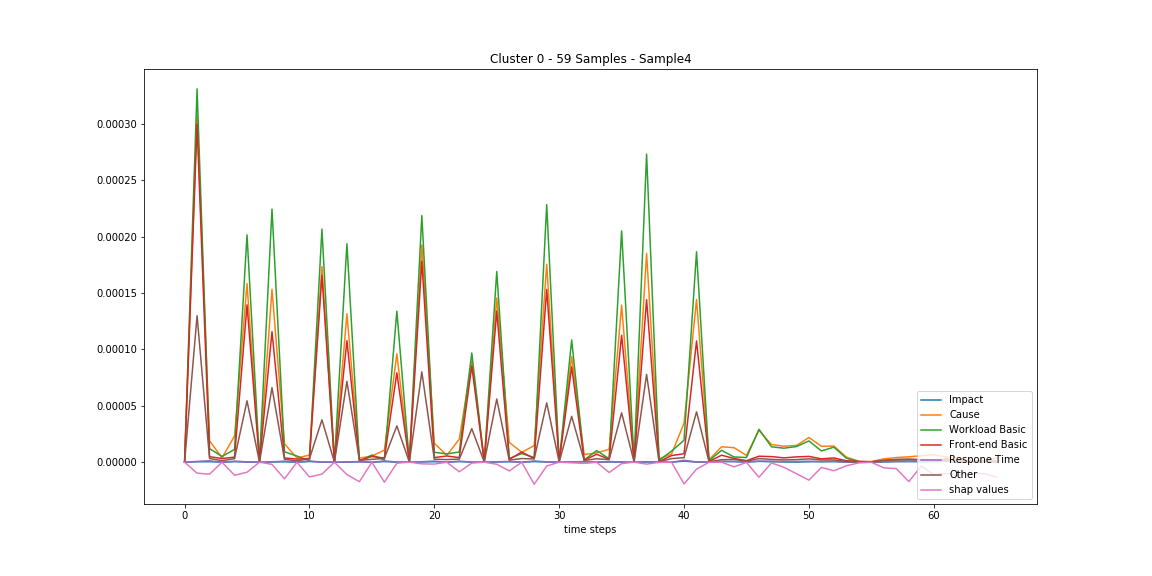 Cluster 0 - 59 Samples - Sample4
0.00030
0.00025
0.00020
0.00015
0.00010
0.00005
0.00000
Impact
Cause
Workload Basic
Front-end Basic
Response Time
Other
shap values
0 10 20 30 40 50 60
time steps